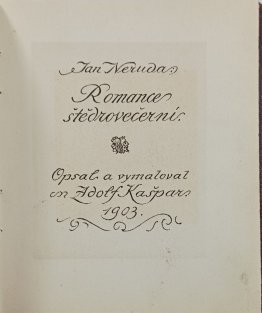 Jan Neruda
Romance
štědrovečerní.
Opsal a vymaloval
Adolf Kašpar
1903.